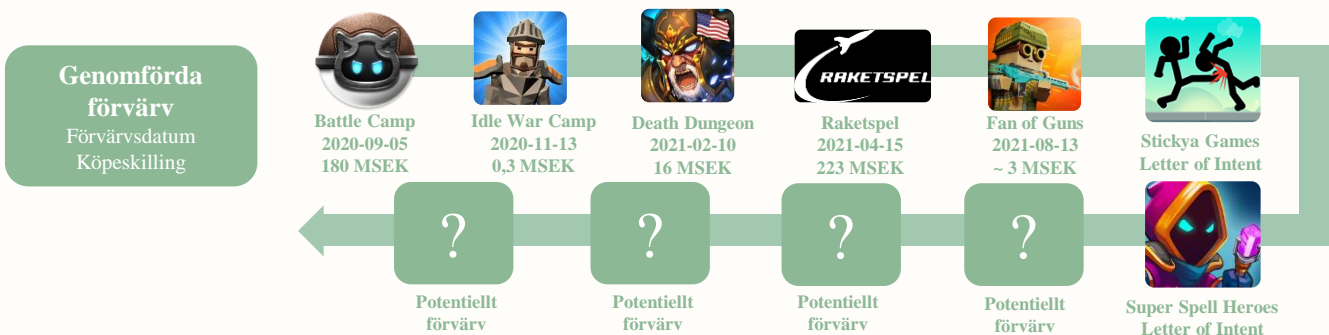 Genomförda
förvärv
Förvärvsdatum
Köpeskilling
Battle Camp
2020-09-05
180 MSEK
Idle War Camp
2020-11-13
0,3 MSEK
Death Dungeon
2021-02-10
16 MSEK
RAKETSPEL
Raketspel
2021-04-15
223 MSEK
Fan of Guns
2021-08-13
~ 3 MSEK
Stickya Games
Letter of Intent
?
Potentiellt
förvärv
?
Potentiellt
förvärv
?
Potentiellt
förvärv
?
Potentiellt
förvärv
Super Spell Heroes
Letter of Intent